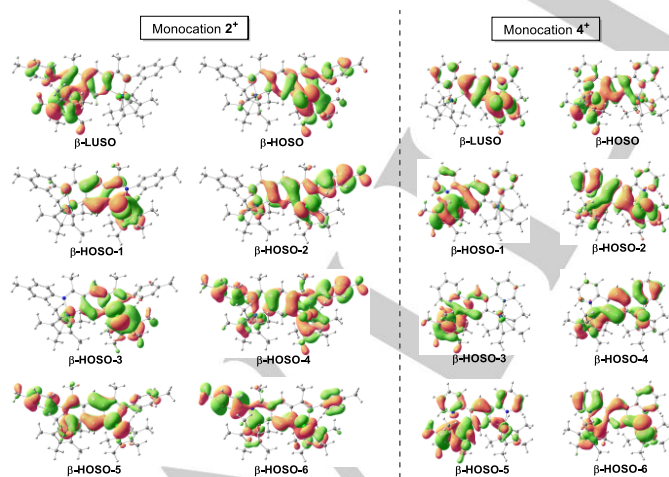 Monocation 2+
Monocation 4+
β-LUSO
β-HOSO
β-LUSO
β-HOSO
β-HOSO-1
β-HOSO-2
β-HOSO-1
β-HOSO-2
β-HOSO-3
β-HOSO-4
β-HOSO-3
β-HOSO-4
β-HOSO-5
β-HOSO-6
β-HOSO-5
β-HOSO-6